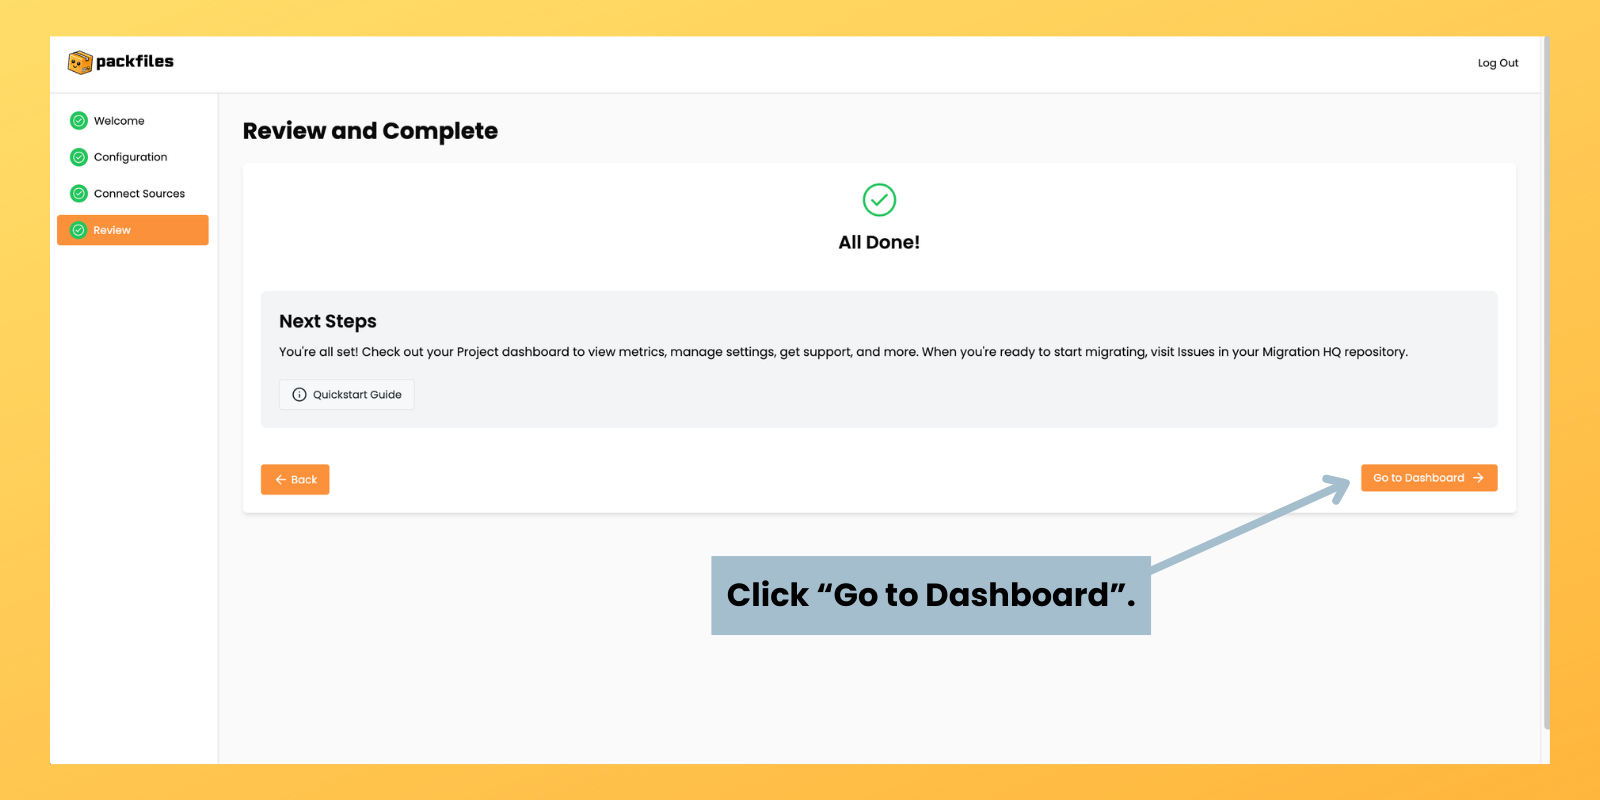 packfiles
Log Out
Welcome
Configuration
Connect Sources
Review
Review and Complete
All Done!
Next Steps
You're all set! Check out your Project dashboard to view metrics, manage settings, get support, and more. When you're ready to start migrating, visit Issues in your Migration HQ repository.
Quickstart Guide
Back
Go to Dashboard
Click “Go to Dashboard”.